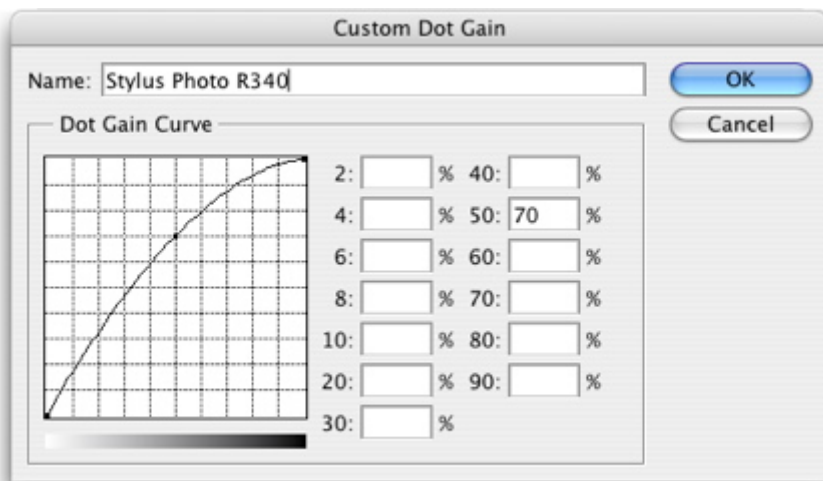 Custom Dot Gain
Name: Stylus Photo R340
OK
Cancel
Dot Gain Curve
2: % 40: %
4: % 50: 70 %
6: % 60: %
8: % 70: %
10: % 80: %
20: % 90: %
30: %